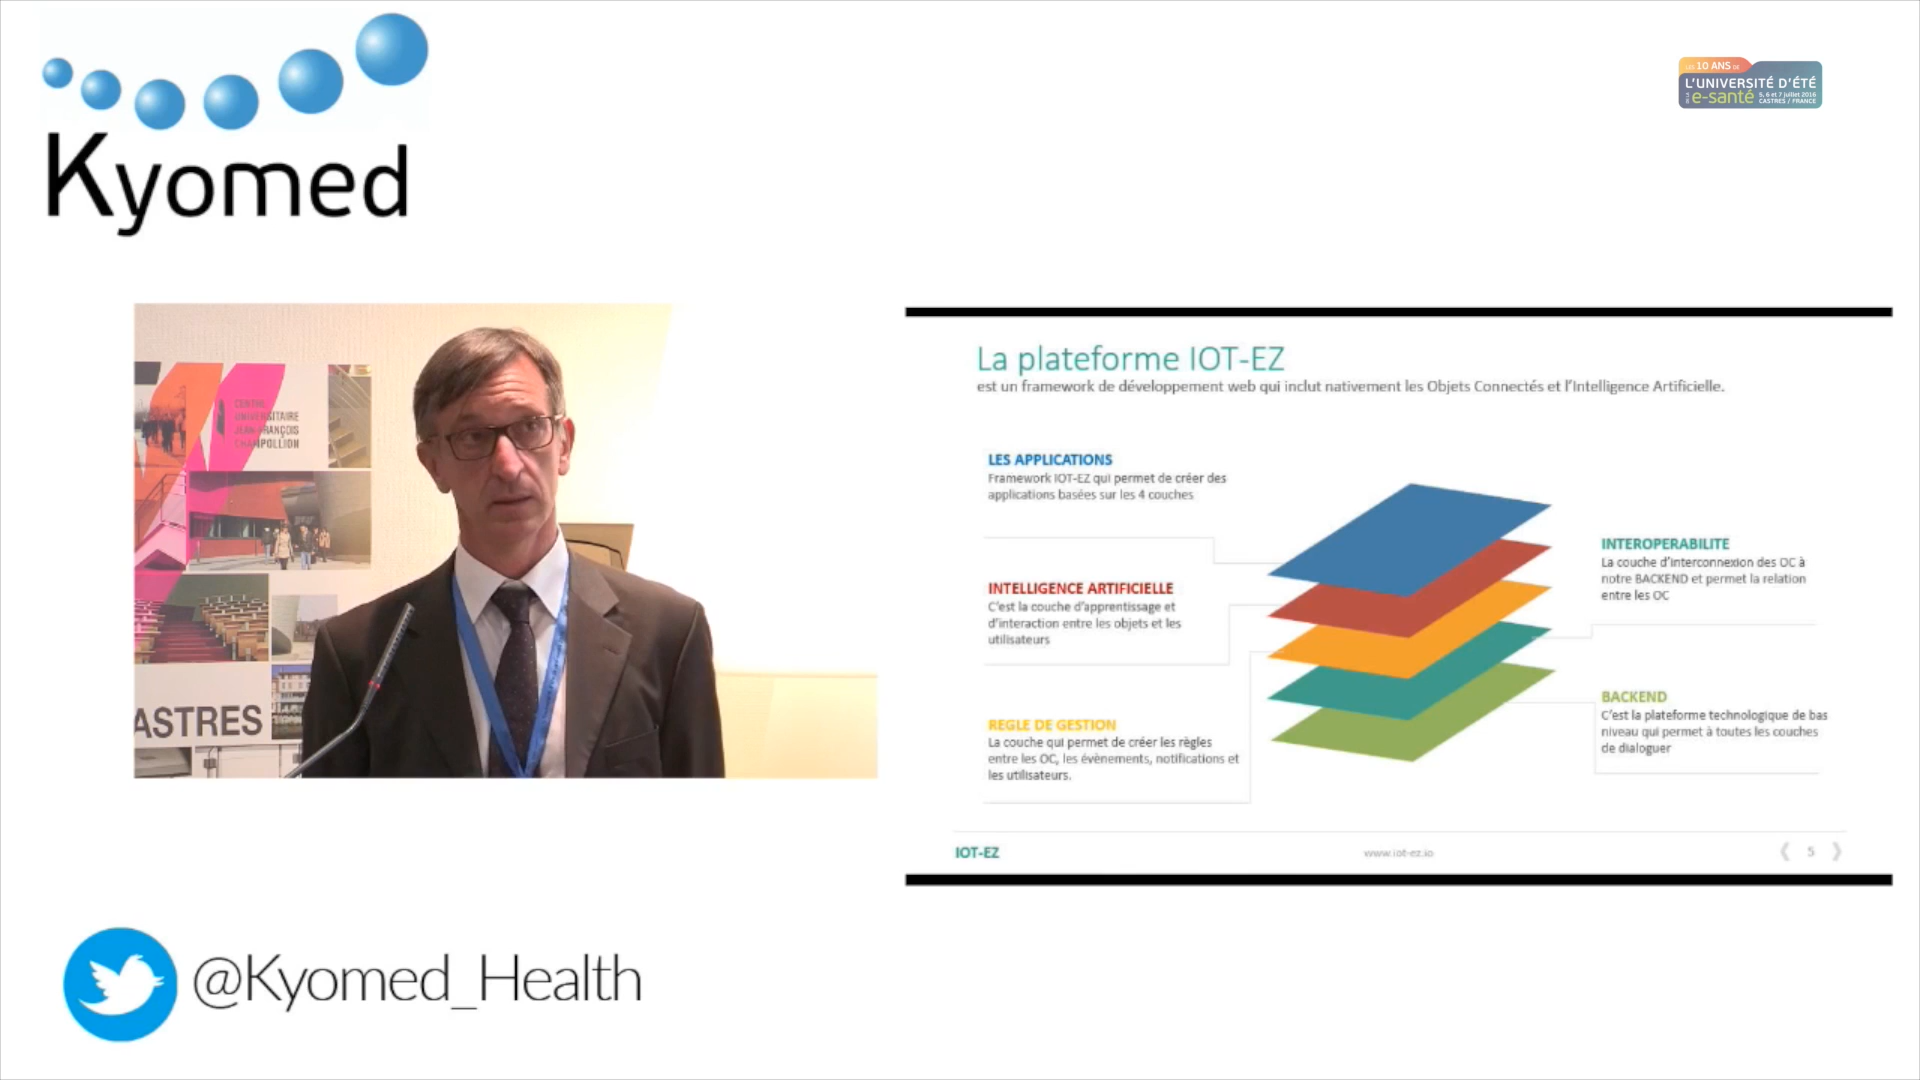 Kyomed
LES 10 ANS DE
L'UNIVERSITÉ D'ÉTÉ
DE LA e-santé 5, 6 et 7 juillet 2016
CASTRES / FRANCE
CENTRE
UNIVERSITAIRE
JEAN-FRANÇOIS
CHAMPOLLION
ASTRES
La plateforme IOT-EZ
est un framework de développement web qui inclut nativement les Objets Connectés et l'Intelligence Artificielle.
LES APPLICATIONS
Framework IOT-EZ qui permet de créer des
applications basées sur les 4 couches
INTELLIGENCE ARTIFICIELLE
C'est la couche d'apprentissage et
d'interaction entre les objets et les
utilisateurs
REGLE DE GESTION
La couche qui permet de créer les règles
entre les OC, les évènements, notifications et
les utilisateurs.
INTEROPERABILITE
La couche d'interconnexion des OC à
notre BACKEND et permet la relation
entre les OC
BACKEND
C'est la plateforme technologique de bas
niveau qui permet à toutes les couches
de dialoguer
IOT-EZ
www.iot-ez.io
5
@Kyomed_Health